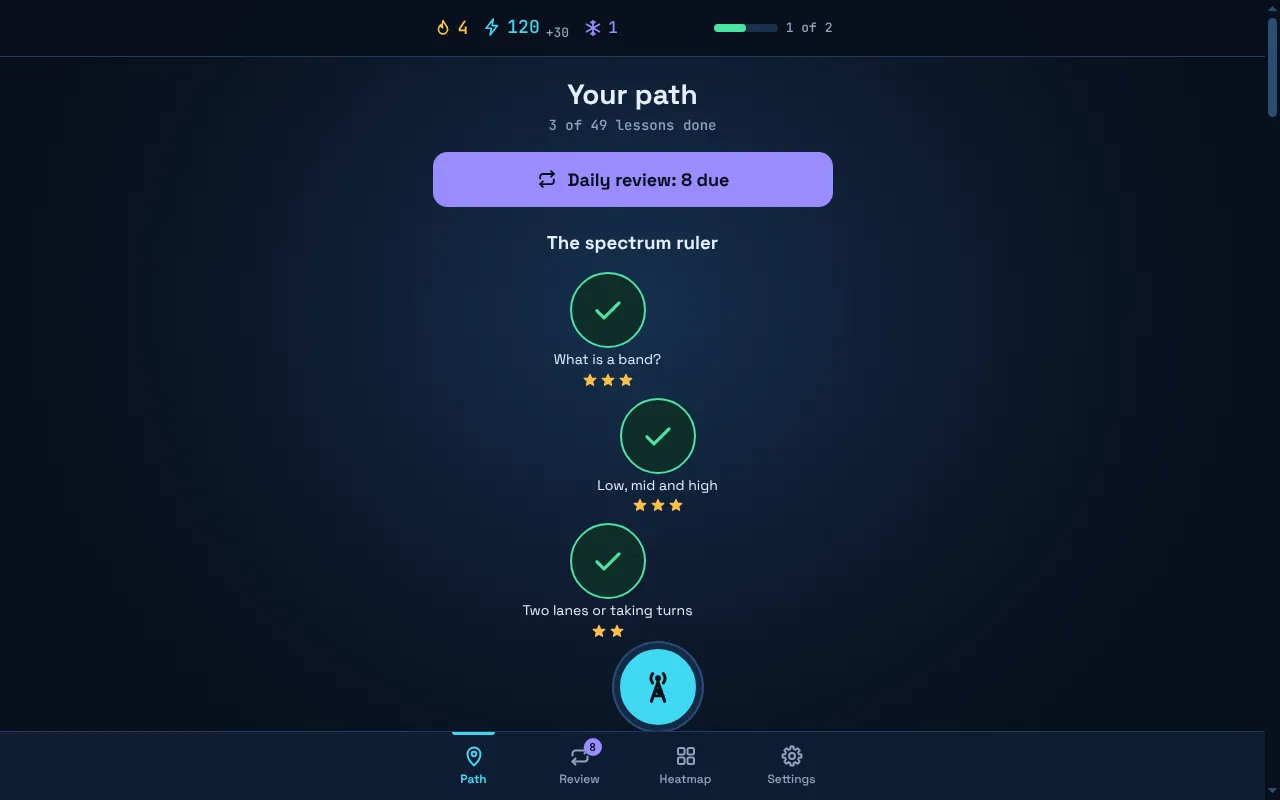 4 120 +30 1 1 of 2
Your path
3 of 49 lessons done
Daily review: 8 due
The spectrum ruler
What is a band?
Low, mid and high
Two lanes or taking turns
8
Path Review Heatmap Settings